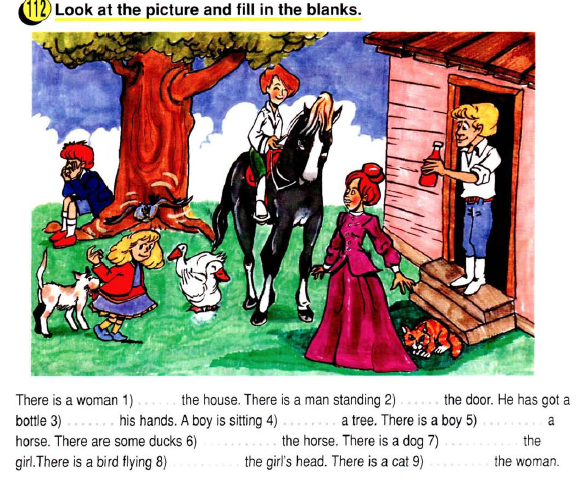 112 Look at the picture and fill in the blanks.
There is a woman 1) ...... the house. There is a man standing 2) ...... the door. He has got a
bottle 3) ........ his hands. A boy is sitting 4) ........ a tree. There is a boy 5) .......... a
horse. There are some ducks 6) .......... the horse. There is a dog 7) .......... the
girl.There is a bird flying 8) .......... the girl's head. There is a cat 9) .......... the woman.